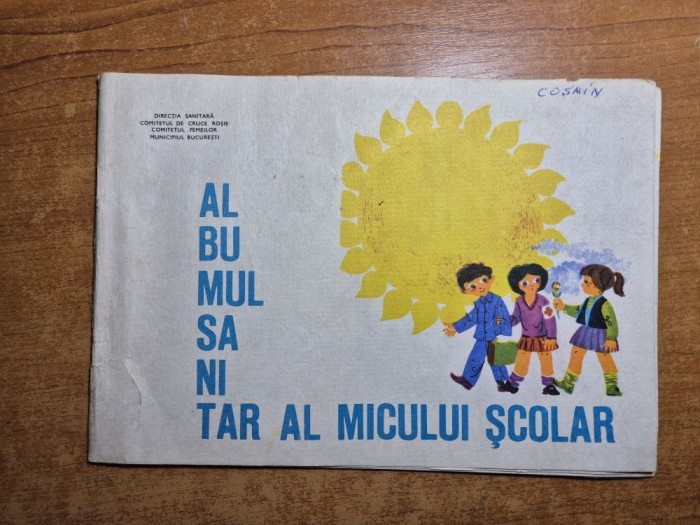 COSMIN
DIRECȚIA SANITARĂ
COMITETUL DE CRUCE ROȘIE
COMITETUL FEMEILOR
MUNICIPIUL BUCUREȘTI
AL
BU
MUL
SA
NI
TAR AL MICULUI ȘCOLAR